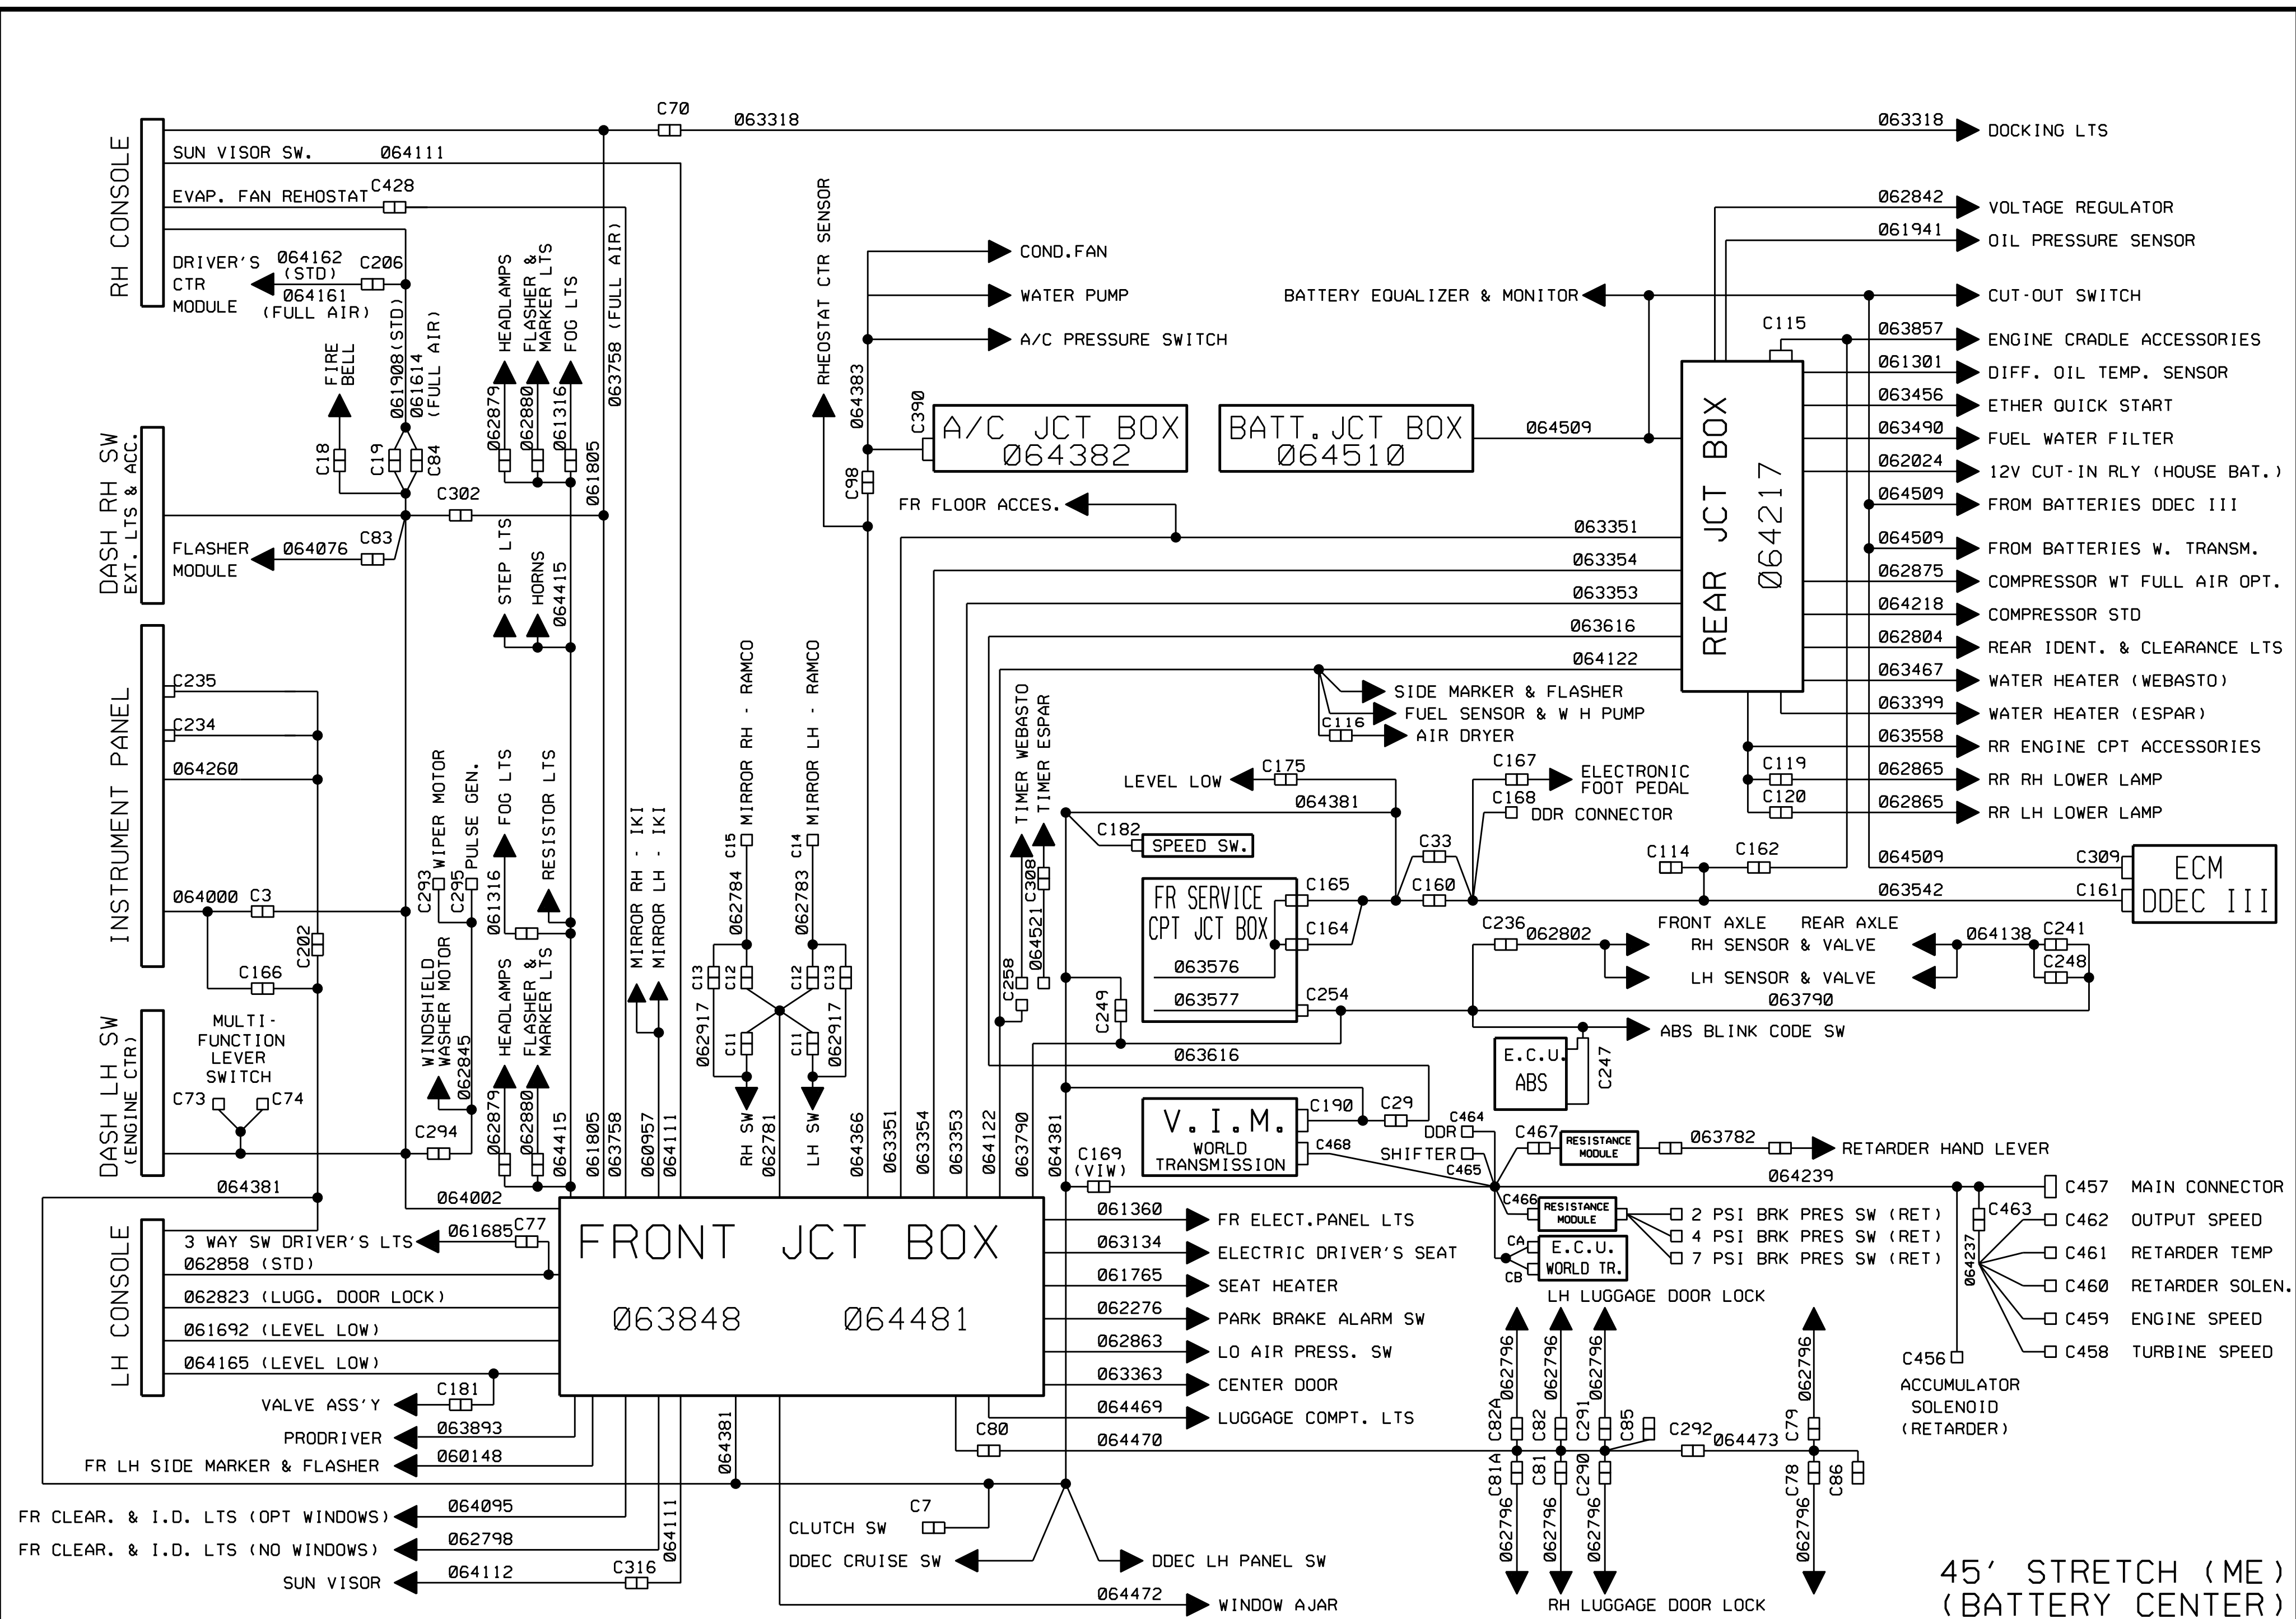 C70
063318
063318
DOCKING LTS
RH CONSOLE
SUN VISOR SW.
064111
EVAP. FAN REHOSTAT
C428
DRIVER'S
CTR
MODULE
064162
(STD)
064161
(FULL AIR)
C206
061908(STD)
061614
(FULL AIR)
FIRE
BELL
C18
C19
C84
HEADLAMPS
FLASHER &
MARKER LTS
FOG LTS
062879
062880
061316
061805
063758 (FULL AIR)
RHEOSTAT CTR SENSOR
064383
C390
C98
COND.FAN
WATER PUMP
A/C PRESSURE SWITCH
A/C JCT BOX
064382
BATT.JCT BOX
064510
064509
BATTERY EQUALIZER & MONITOR
062842
VOLTAGE REGULATOR
061941
OIL PRESSURE SENSOR
CUT-OUT SWITCH
C115
063857
ENGINE CRADLE ACCESSORIES
061301
DIFF. OIL TEMP. SENSOR
063456
ETHER QUICK START
063490
FUEL WATER FILTER
062024
12V CUT-IN RLY (HOUSE BAT.)
064509
FROM BATTERIES DDEC III
064509
FROM BATTERIES W. TRANSM.
062875
COMPRESSOR WT FULL AIR OPT.
064218
COMPRESSOR STD
062804
REAR IDENT. & CLEARANCE LTS
063467
WATER HEATER (WEBASTO)
063399
WATER HEATER (ESPAR)
063558
RR ENGINE CPT ACCESSORIES
C119
062865
RR RH LOWER LAMP
C120
062865
RR LH LOWER LAMP
REAR JCT BOX
064217
DASH RH SW
EXT. LTS & ACC.
C302
FLASHER
MODULE
064076
C83
STEP LTS
HORNS
064415
FR FLOOR ACCES.
063351
063354
063353
063616
064122
SIDE MARKER & FLASHER
FUEL SENSOR & W H PUMP
C116
AIR DRYER
INSTRUMENT PANEL
C235
C234
064260
064000
C3
C202
C166
C293
WIPER MOTOR
C295
PULSE GEN.
FOG LTS
061316
RESISTOR LTS
MIRROR RH - IKI
MIRROR LH - IKI
MIRROR RH - RAMCO
MIRROR LH - RAMCO
C15
C14
062784
062783
C13
C12
C12
C13
C11
C11
062917
062917
RH SW
062781
LH SW
TIMER WEBASTO
TIMER ESPAR
C308
064521
C258
LEVEL LOW
C175
064381
C182
SPEED SW.
C167
ELECTRONIC
FOOT PEDAL
C168
DDR CONNECTOR
C33
C160
C165
C164
FR SERVICE
CPT JCT BOX
063576
063577
C254
C249
063616
C114
C162
064509
C309
063542
C161
ECM
DDEC III
C236
062802
FRONT AXLE
REAR AXLE
RH SENSOR & VALVE
LH SENSOR & VALVE
064138
C241
C248
063790
ABS BLINK CODE SW
E.C.U.
ABS
C247
DASH LH SW
(ENGINE CTR)
MULTI-
FUNCTION
LEVER
SWITCH
C73
C74
WINDSHIELD
WASHER MOTOR
062845
C294
HEADLAMPS
FLASHER &
MARKER LTS
062879
062880
064415
061805
063758
060957
064111
064366
063351
063354
063353
064122
063790
064381
V.I.M.
WORLD
TRANSMISSION
C190
C29
C468
C464
DDR
SHIFTER
C465
C467
RESISTANCE
MODULE
063782
RETARDER HAND LEVER
C169
(VIW)
064239
C466
RESISTANCE
MODULE
2 PSI BRK PRES SW (RET)
4 PSI BRK PRES SW (RET)
7 PSI BRK PRES SW (RET)
CA
CB
E.C.U.
WORLD TR.
C463
064237
C457 MAIN CONNECTOR
C462 OUTPUT SPEED
C461 RETARDER TEMP
C460 RETARDER SOLEN.
C459 ENGINE SPEED
C458 TURBINE SPEED
C456
ACCUMULATOR
SOLENOID
(RETARDER)
064381
064002
LH CONSOLE
3 WAY SW DRIVER'S LTS
061685
C77
062858 (STD)
062823 (LUGG. DOOR LOCK)
061692 (LEVEL LOW)
064165 (LEVEL LOW)
FRONT JCT BOX
063848
064481
061360
FR ELECT.PANEL LTS
063134
ELECTRIC DRIVER'S SEAT
061765
SEAT HEATER
062276
PARK BRAKE ALARM SW
062863
LO AIR PRESS. SW
063363
CENTER DOOR
064469
LUGGAGE COMPT. LTS
C80
064470
VALVE ASS'Y
C181
PRODRIVER
063893
FR LH SIDE MARKER & FLASHER
060148
FR CLEAR. & I.D. LTS (OPT WINDOWS)
064095
FR CLEAR. & I.D. LTS (NO WINDOWS)
062798
SUN VISOR
064112
C316
064111
064381
CLUTCH SW
C7
DDEC CRUISE SW
DDEC LH PANEL SW
064472
WINDOW AJAR
LH LUGGAGE DOOR LOCK
062796
062796
062796
062796
C82A
C82
C291
C85
C292
064473
C79
C81A
C81
C290
C78
C86
062796
062796
062796
062796
RH LUGGAGE DOOR LOCK
45' STRETCH (ME)
(BATTERY CENTER)